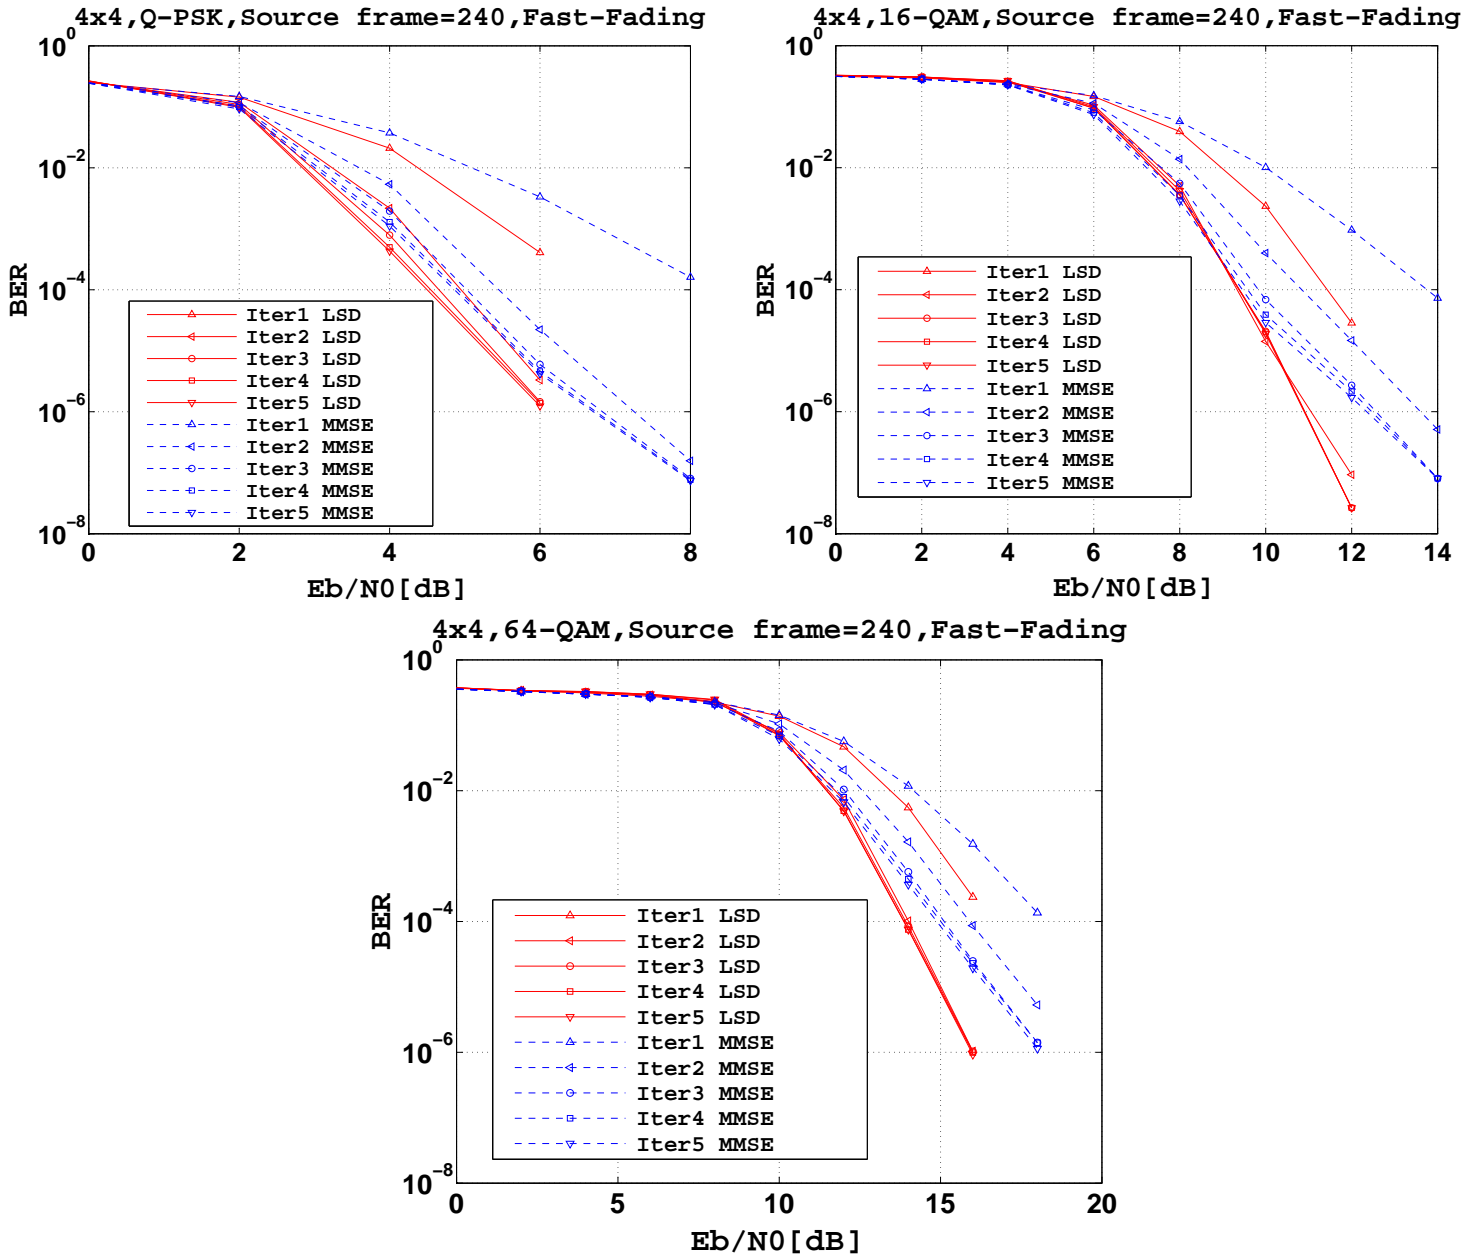 4x4,Q-PSK,Source frame=240,Fast-Fading
10^0
10^-2
10^-4
10^-6
10^-8
BER
Iter1 LSD
Iter2 LSD
Iter3 LSD
Iter4 LSD
Iter5 LSD
Iter1 MMSE
Iter2 MMSE
Iter3 MMSE
Iter4 MMSE
Iter5 MMSE
0 2 4 6 8
Eb/N0[dB]
4x4,16-QAM,Source frame=240,Fast-Fading
10^0
10^-2
10^-4
10^-6
10^-8
BER
Iter1 LSD
Iter2 LSD
Iter3 LSD
Iter4 LSD
Iter5 LSD
Iter1 MMSE
Iter2 MMSE
Iter3 MMSE
Iter4 MMSE
Iter5 MMSE
0 2 4 6 8 10 12 14
Eb/N0[dB]
4x4,64-QAM,Source frame=240,Fast-Fading
10^0
10^-2
10^-4
10^-6
10^-8
BER
Iter1 LSD
Iter2 LSD
Iter3 LSD
Iter4 LSD
Iter5 LSD
Iter1 MMSE
Iter2 MMSE
Iter3 MMSE
Iter4 MMSE
Iter5 MMSE
0 5 10 15 20
Eb/N0[dB]